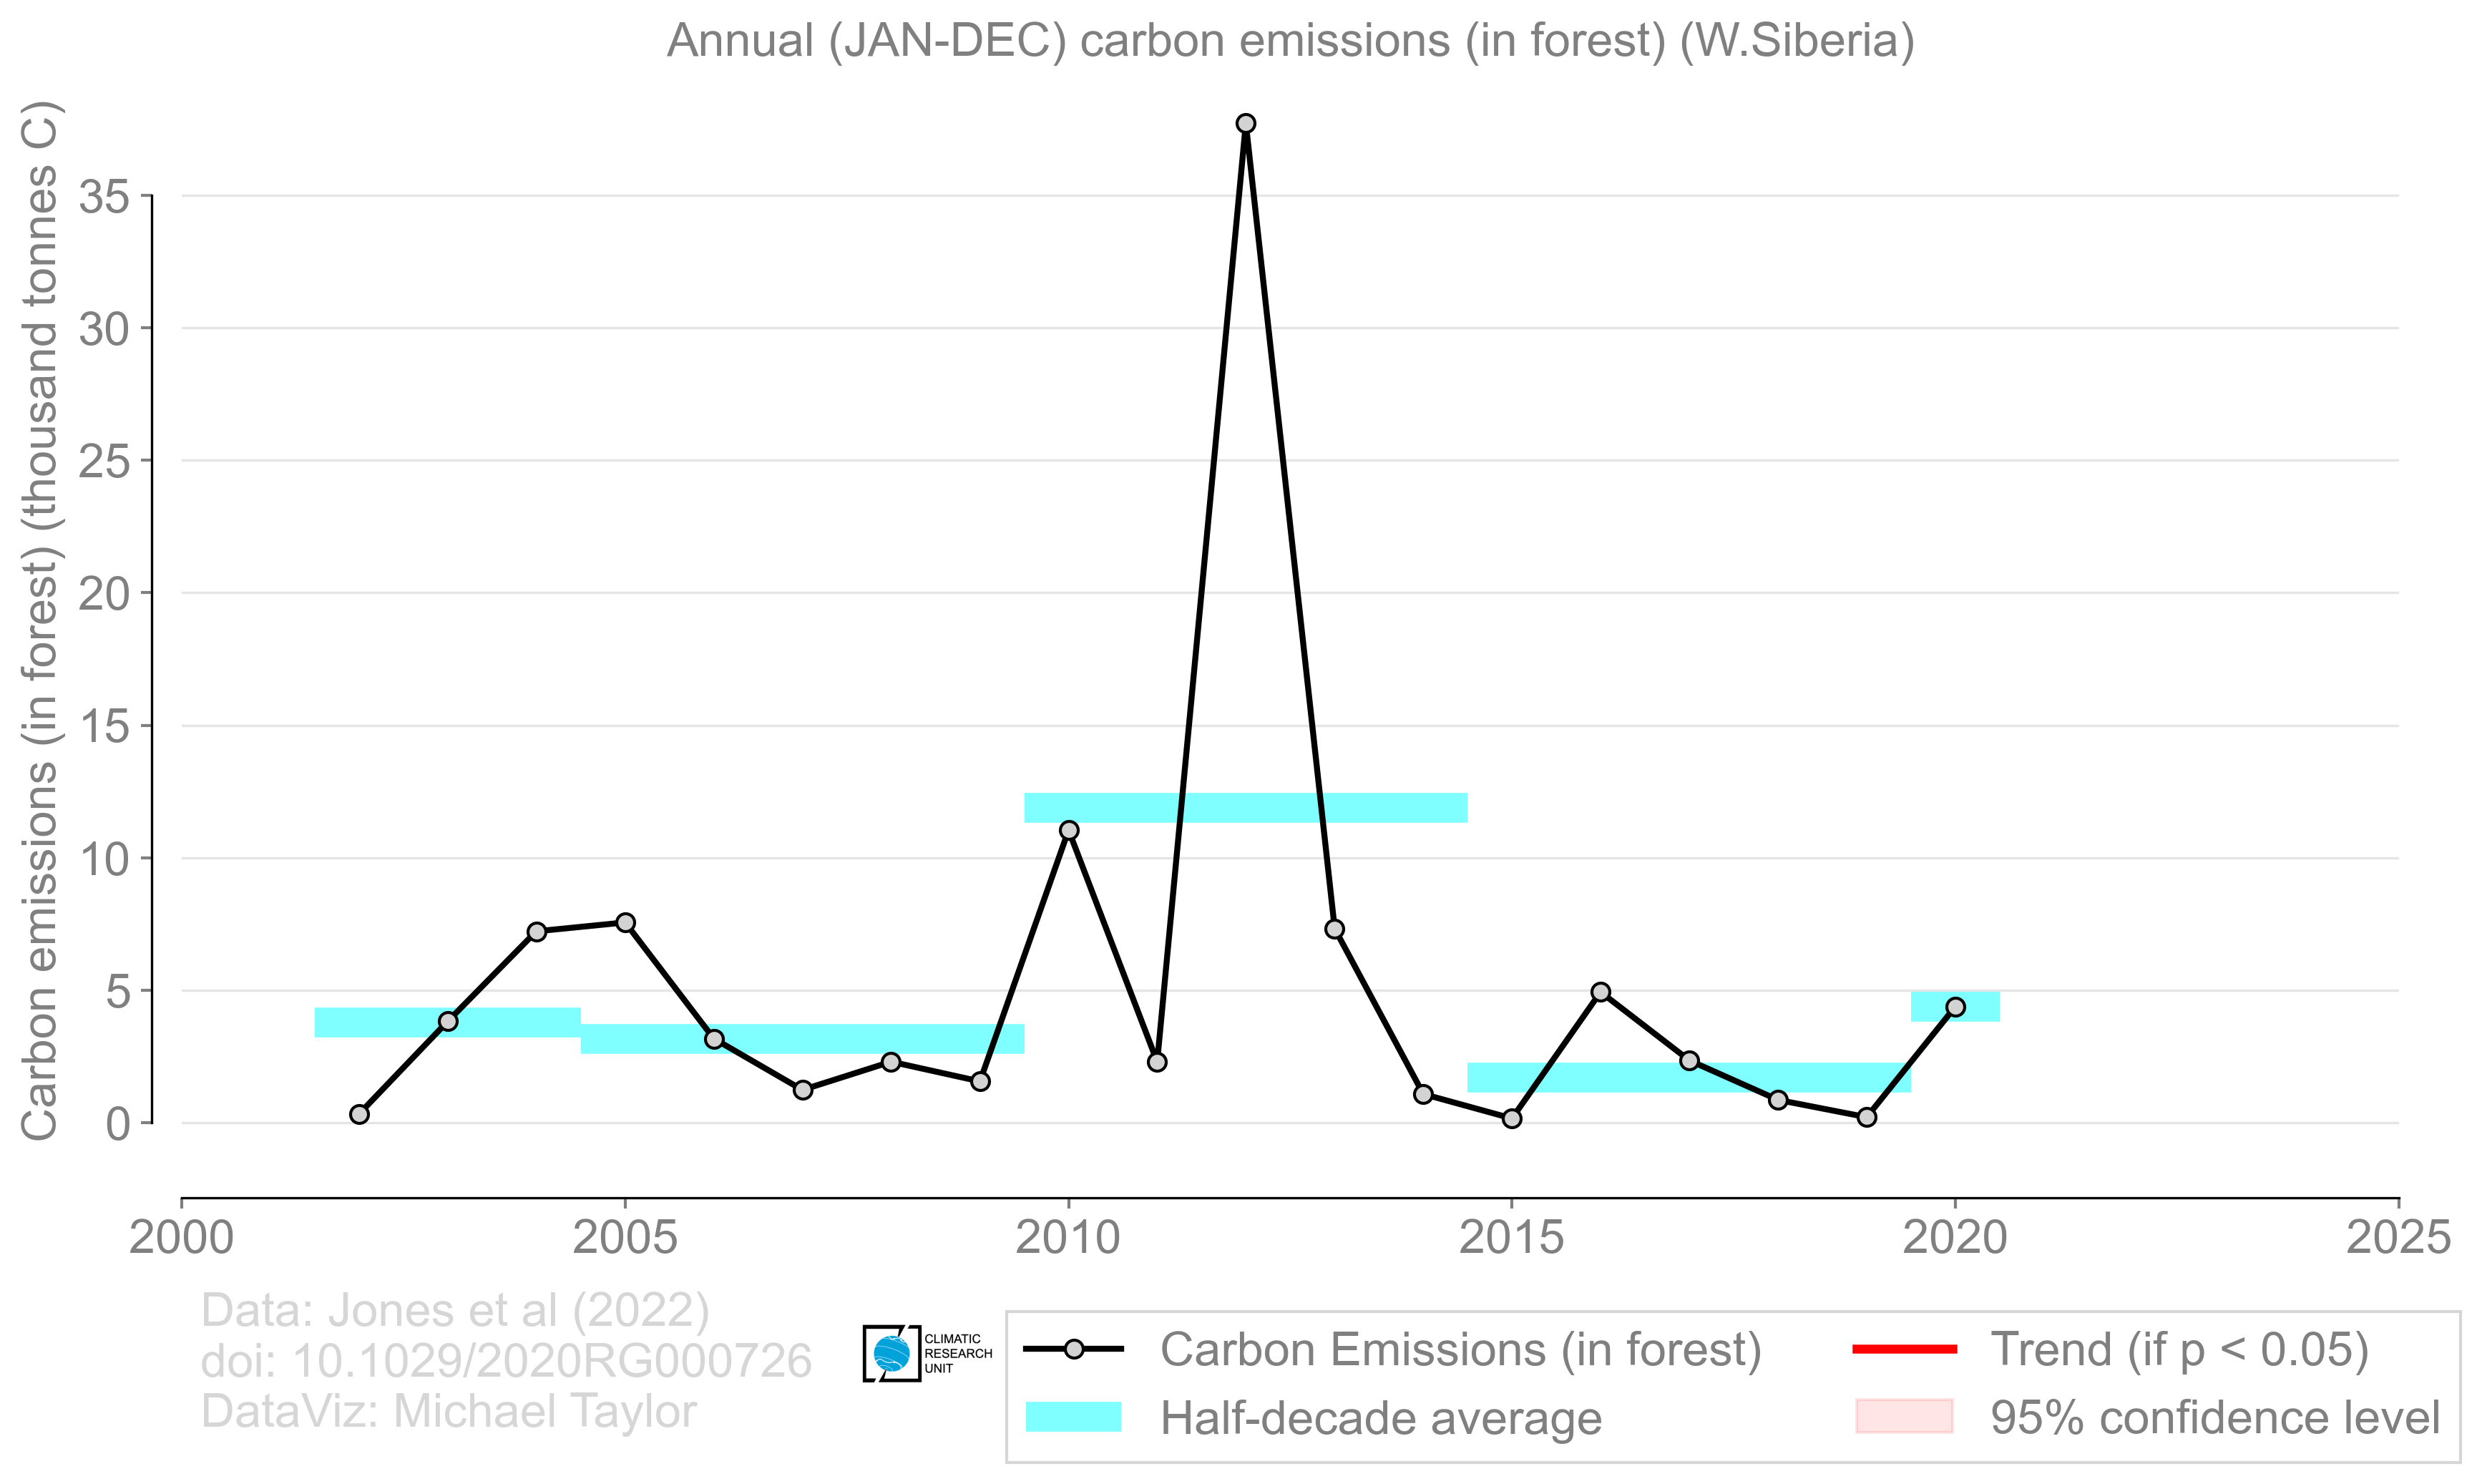 Annual (JAN-DEC) carbon emissions (in forest) (W.Siberia)
Carbon emissions (in forest) (thousand tonnes C)
35
30
25
20
15
10
5
0
2000 2005 2010 2015 2020 2025
Data: Jones et al (2022)
doi: 10.1029/2020RG000726
DataViz: Michael Taylor
CLIMATIC
RESEARCH
UNIT
Carbon Emissions (in forest)
Half-decade average
Trend (if p < 0.05)
95% confidence level